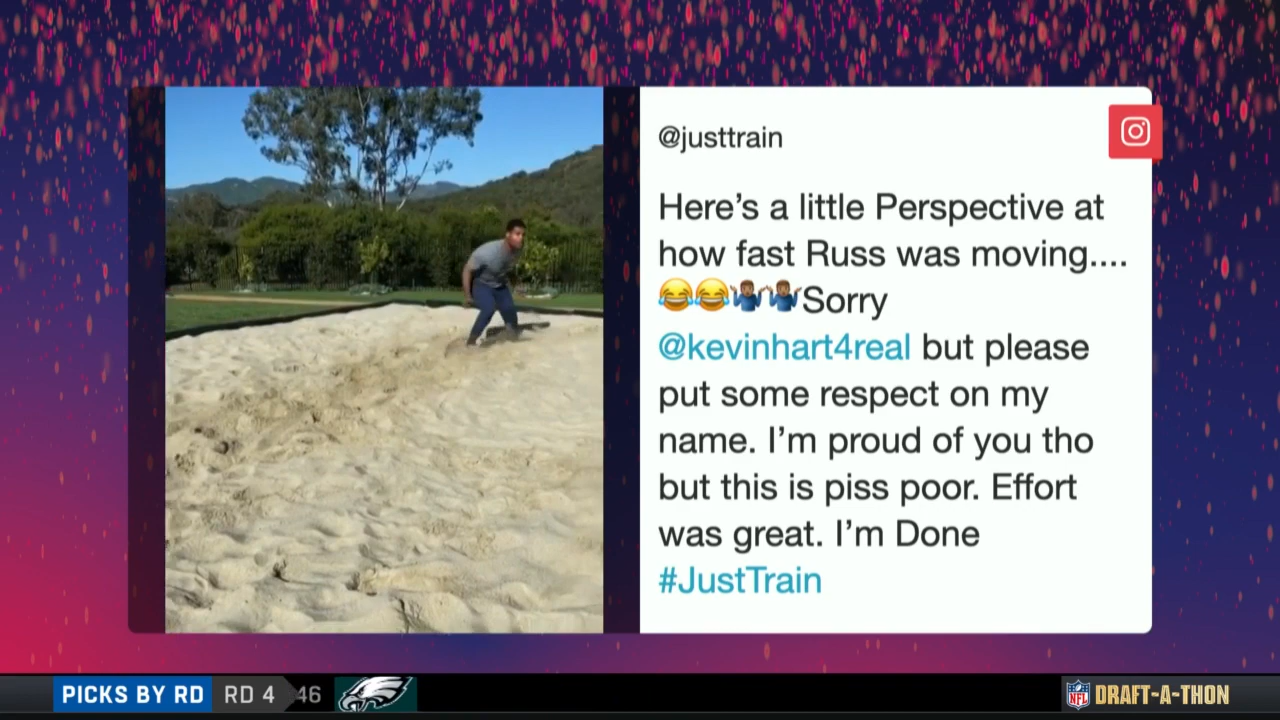 @justtrain
Here's a little Perspective at
how fast Russ was moving....
😂😂🤷🏽‍♂️🤷🏽‍♂️Sorry
@kevinhart4real but please
put some respect on my
name. I'm proud of you tho
but this is piss poor. Effort
was great. I'm Done
#JustTrain
PICKS BY RD RD 4 46
NFL DRAFT-A-THON